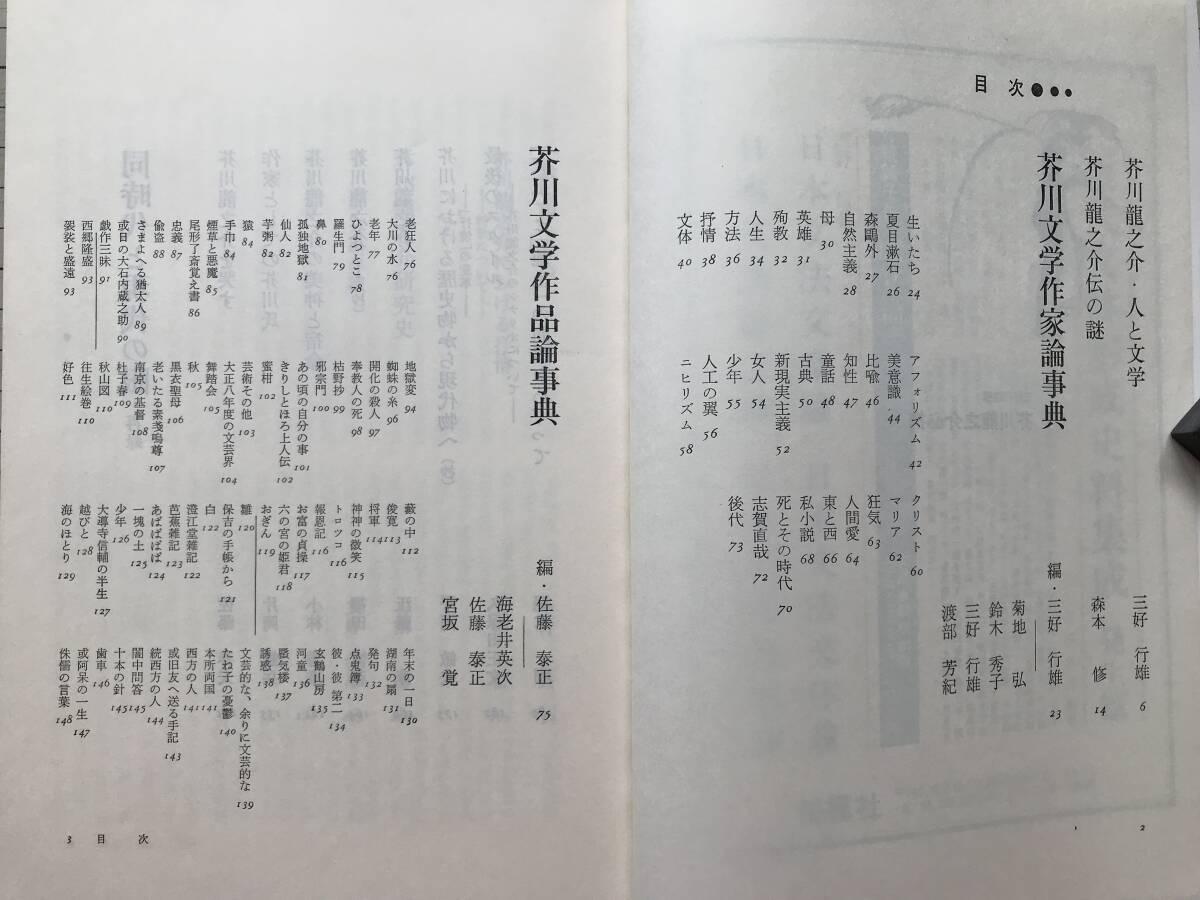 目次●●●
芥川龍之介・人と文学 三好 行雄 6
芥川龍之介伝の謎 森本 修 14
芥川文学作家論事典 編・三好 行雄 23
菊地 弘
鈴木 秀子
三好 行雄
渡部 芳紀
生いたち 24
夏目漱石 26
森鷗外 27
自然主義 28
母 30
英雄 31
殉教 32
人生 34
方法 36
抒情 38
文体 40
アフォリズム 42
美意識 44
比喩 46
知性 47
童話 48
古典 50
新現実主義 52
女人 54
少年 55
人工の翼 56
ニヒリズム 58
クリスト 60
マリア 62
狂気 63
人間愛 64
東と西 66
私小説 68
死とその時代 70
志賀直哉 72
後代 73
1
2
芥川文学作品論事典 編・佐藤 泰正 75
海老井英次
佐藤 泰正
宮坂 覚
老狂人 76
大川の水 76
老年 77
ひよつとこ 78
羅生門 79
鼻 80
孤独地獄 81
仙人 82
芋粥 82
猿 84
手巾 84
煙草と悪魔 85
尾形了斎覚え書 86
忠義 87
偸盗 88
さまよへる猶太人 89
或日の大石内蔵之助 90
戯作三昧 91
西郷隆盛 93
袈裟と盛遠 93
地獄変 94
蜘蛛の糸 96
開化の殺人 97
奉教人の死 98
枯野抄 99
邪宗門 100
あの頃の自分の事 101
きりしとほろ上人伝 102
蜜柑 102
芸術その他 103
大正八年度の文芸界 104
舞踏会 105
秋 105
黒衣聖母 106
老いたる素戔嗚尊 107
南京の基督 108
杜子春 109
秋山図 110
往生絵巻 110
好色 111
藪の中 112
俊寛 113
将軍 114
神神の微笑 115
トロツコ 116
報恩記 116
お富の貞操 117
六の宮の姫君 118
おぎん 119
雛 120
保吉の手帳から 121
白 122
澄江堂雑記 122
芭蕉雑記 123
あばばばば 124
一塊の土 125
少年 126
大導寺信輔の半生 127
越びと 128
海のほとり 129
年末の一日 130
湖南の扇 131
発句 132
点鬼簿 133
彼・彼 第二 134
玄鶴山房 135
河童 136
蜃気楼 137
誘惑 138
文芸的な、余りに文芸的な 139
たね子の憂鬱 140
本所両国 141
西方の人 141
或旧友へ送る手記 143
続西方の人 144
闇中問答 145
十本の針 145
歯車 146
或阿呆の一生 147
侏儒の言葉 148
3 目 次